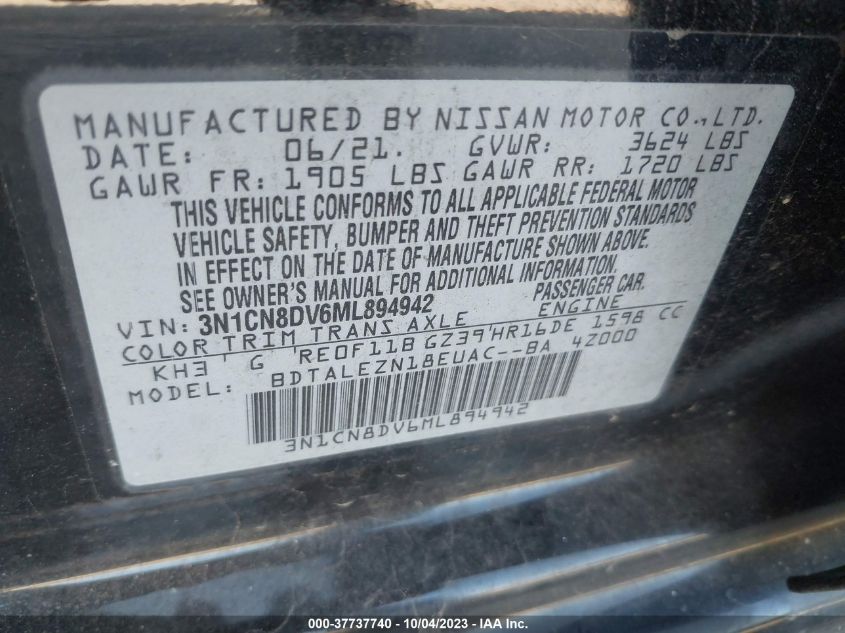 MANUFACTURED BY NISSAN MOTOR CO.,LTD.
DATE: 06/21. GVWR: 3624 LBS
GAWR FR: 1905 LBS GAWR RR: 1720 LBS
THIS VEHICLE CONFORMS TO ALL APPLICABLE FEDERAL MOTOR
VEHICLE SAFETY, BUMPER AND THEFT PREVENTION STANDARDS
IN EFFECT ON THE DATE OF MANUFACTURE SHOWN ABOVE.
SEE OWNER'S MANUAL FOR ADDITIONAL INFORMATION.
VIN: 3N1CN8DV6ML894942 PASSENGER CAR.
COLOR TRIM TRANS AXLE ENGINE
KH3 G RE0F11B GZ39 HR16DE 1598 CC
MODEL: BDTALEZN18EUAC--BA 4Z000
3N1CN8DV6ML894942
000-37737740 - 10/04/2023 - IAA Inc.